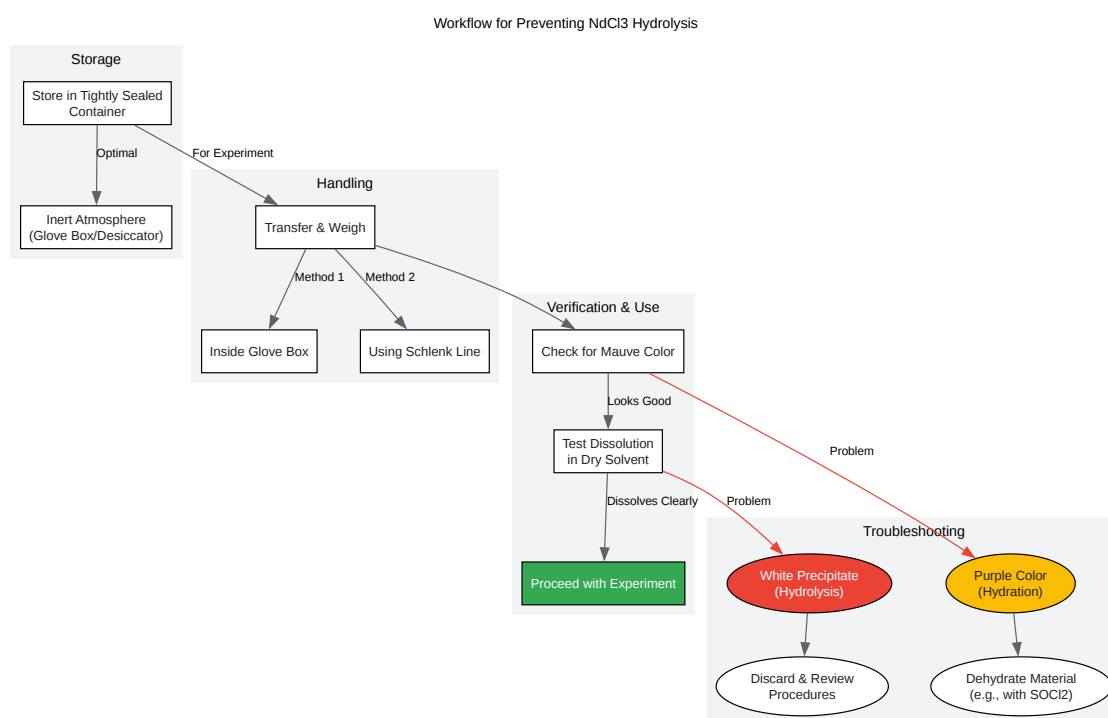 Workflow for Preventing NdCl3 Hydrolysis
Storage
Store in Tightly Sealed
Container
Optimal
For Experiment
Inert Atmosphere
(Glove Box/Desiccator)
Handling
Transfer & Weigh
Method 1
Method 2
Inside Glove Box
Using Schlenk Line
Verification & Use
Check for Mauve Color
Looks Good
Problem
Test Dissolution
in Dry Solvent
Dissolves Clearly
Problem
Proceed with Experiment
Troubleshooting
White Precipitate
(Hydrolysis)
Purple Color
(Hydration)
Discard & Review
Procedures
Dehydrate Material
(e.g., with SOCl2)